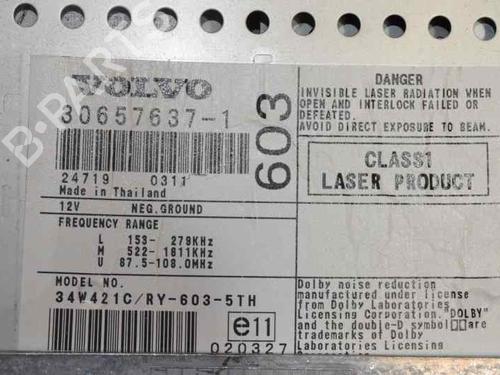 B-PARTS
VOLVO
30657637-1
603
24719 0311
Made in Thailand
12V NEG.GROUND
FREQUENCY RANGE
L 153- 279KHz
M 522-1611KHz
U 87.5-108.0MHz
MODEL NO.
34W421C/RY-603-5TH
e11
020327
DANGER
INVISIBLE LASER RADIATION WHEN
OPEN AND INTERLOCK FAILED OR
DEFEATED.
AVOID DIRECT EXPOSURE TO BEAM.
CLASS1
LASER PRODUCT
Dolby noise reduction
manufactured under license
from Dolby Laboratories
Licensing Corporation. "DOLBY"
and the double-D symbol are
trademarks of Dolby
Laboratories Licensing
Corporation.